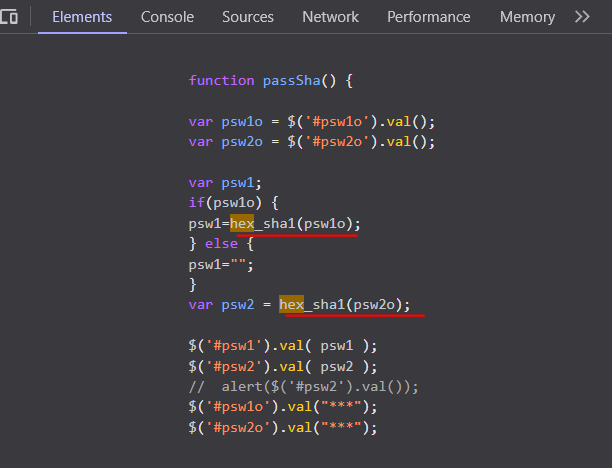 Elements Console Sources Network Performance Memory
function passSha() {
var psw1o = $('#psw1o').val();
var psw2o = $('#psw2o').val();
var psw1;
if(psw1o) {
psw1=hex_sha1(psw1o);
} else {
psw1="";
}
var psw2 = hex_sha1(psw2o);
$('#psw1').val( psw1 );
$('#psw2').val( psw2 );
//  alert($('#psw2').val());
$('#psw1o').val("***");
$('#psw2o').val("***");